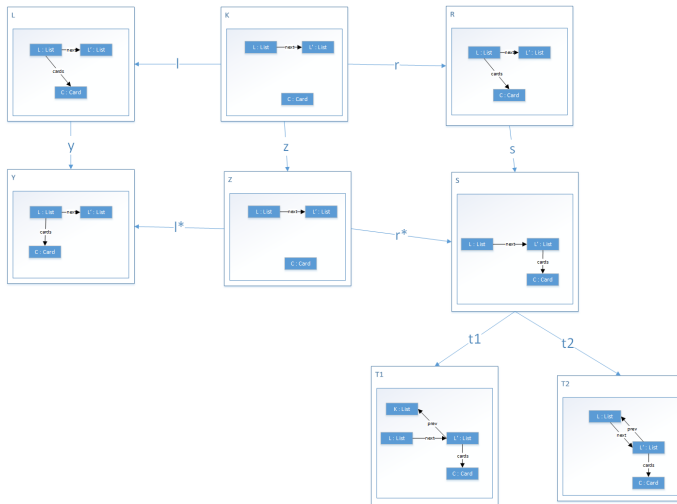 L
L : List
next
L' : List
cards
C : Card
l
K
L : List
next
L' : List
C : Card
r
R
L : List
next
L' : List
cards
C : Card
y
z
s
Y
L : List
next
L' : List
cards
C : Card
l*
Z
L : List
next
L' : List
C : Card
r*
S
L : List
next
L' : List
cards
C : Card
t1
t2
T1
K : List
prev
L : List
next
L' : List
cards
C : Card
T2
L : List
prev
next
L' : List
cards
C : Card